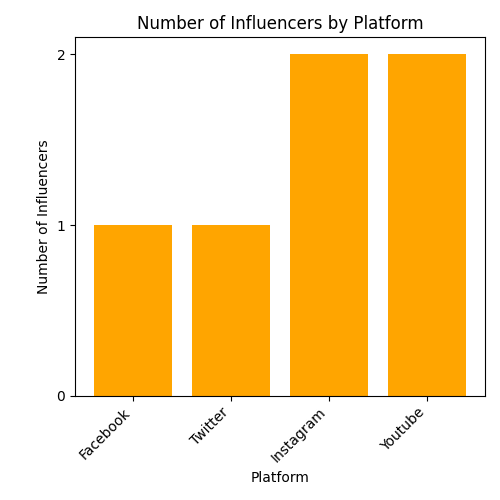 Number of Influencers by Platform
Number of Influencers
2
1
0
Facebook
Twitter
Instagram
Youtube
Platform